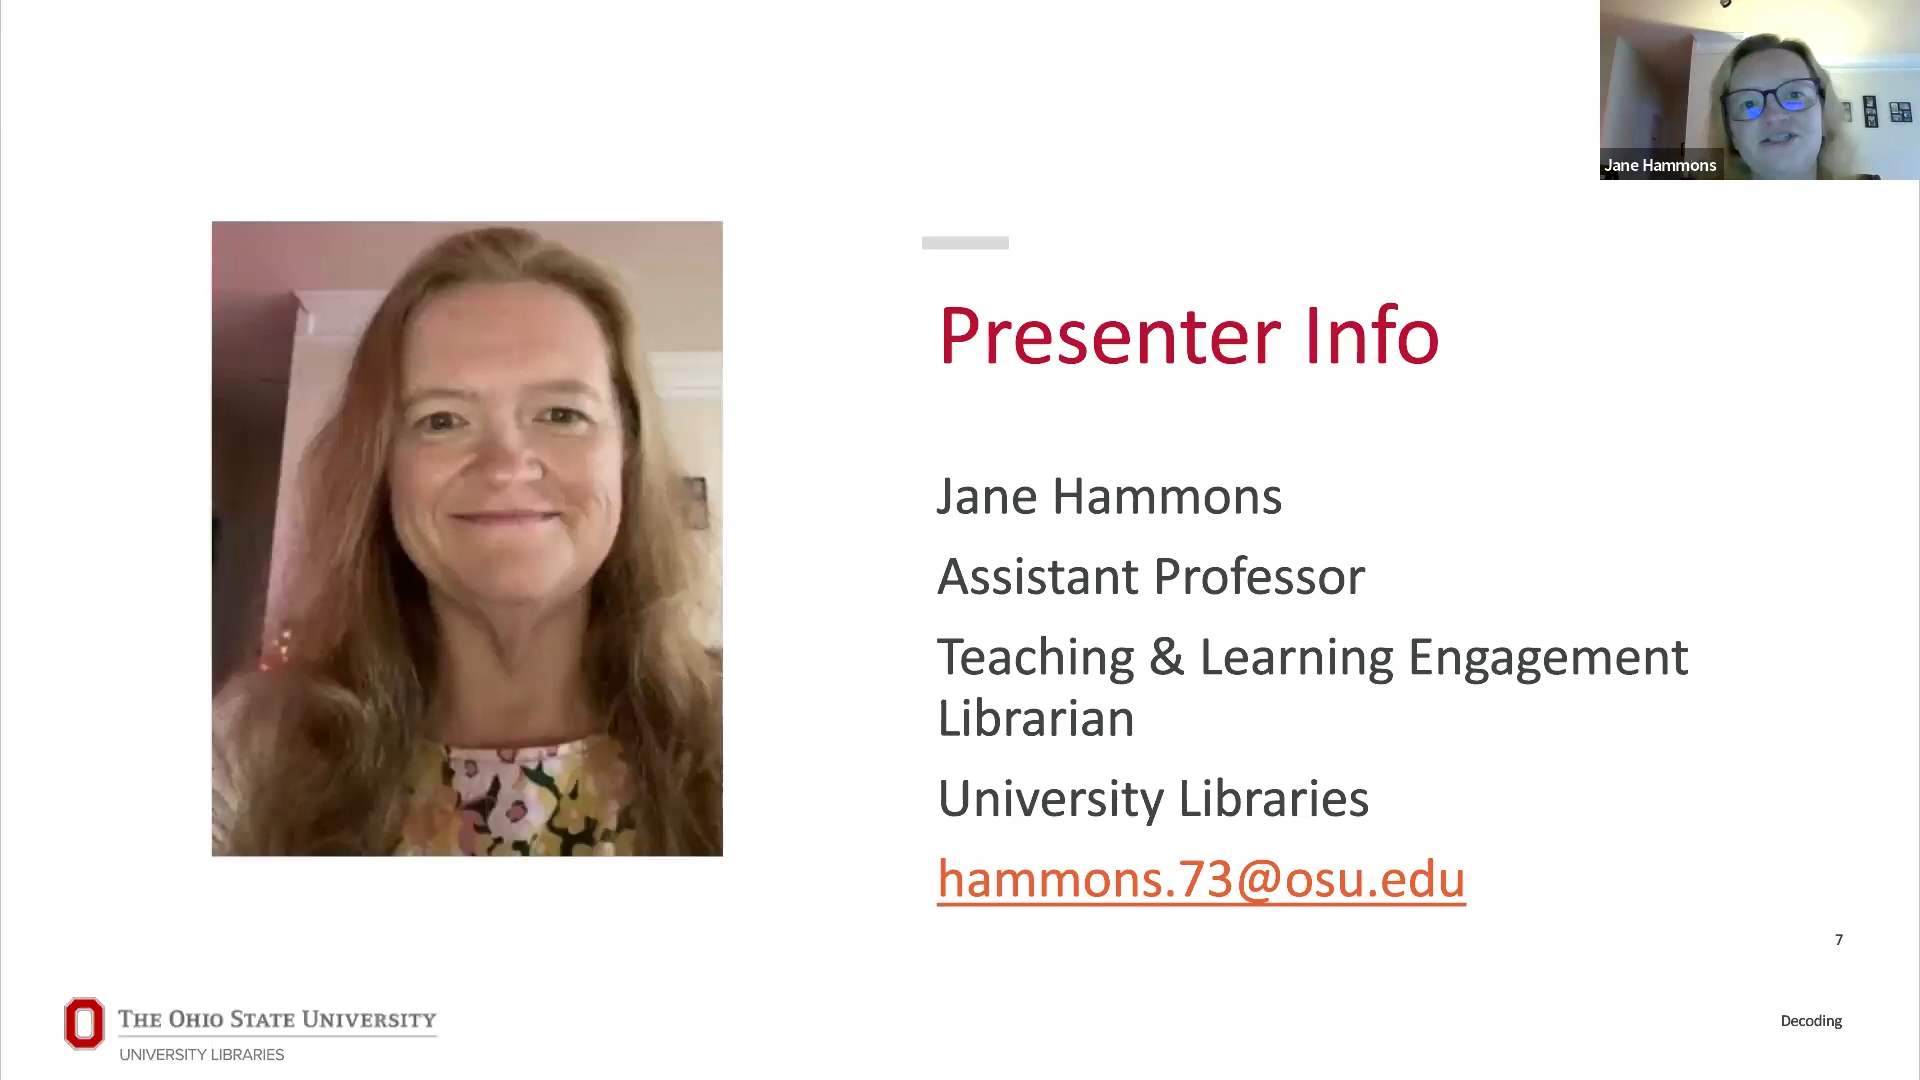 Jane Hammons
Presenter Info
Jane Hammons
Assistant Professor
Teaching & Learning Engagement
Librarian
University Libraries
hammons.73@osu.edu
7
THE OHIO STATE UNIVERSITY
UNIVERSITY LIBRARIES
Decoding